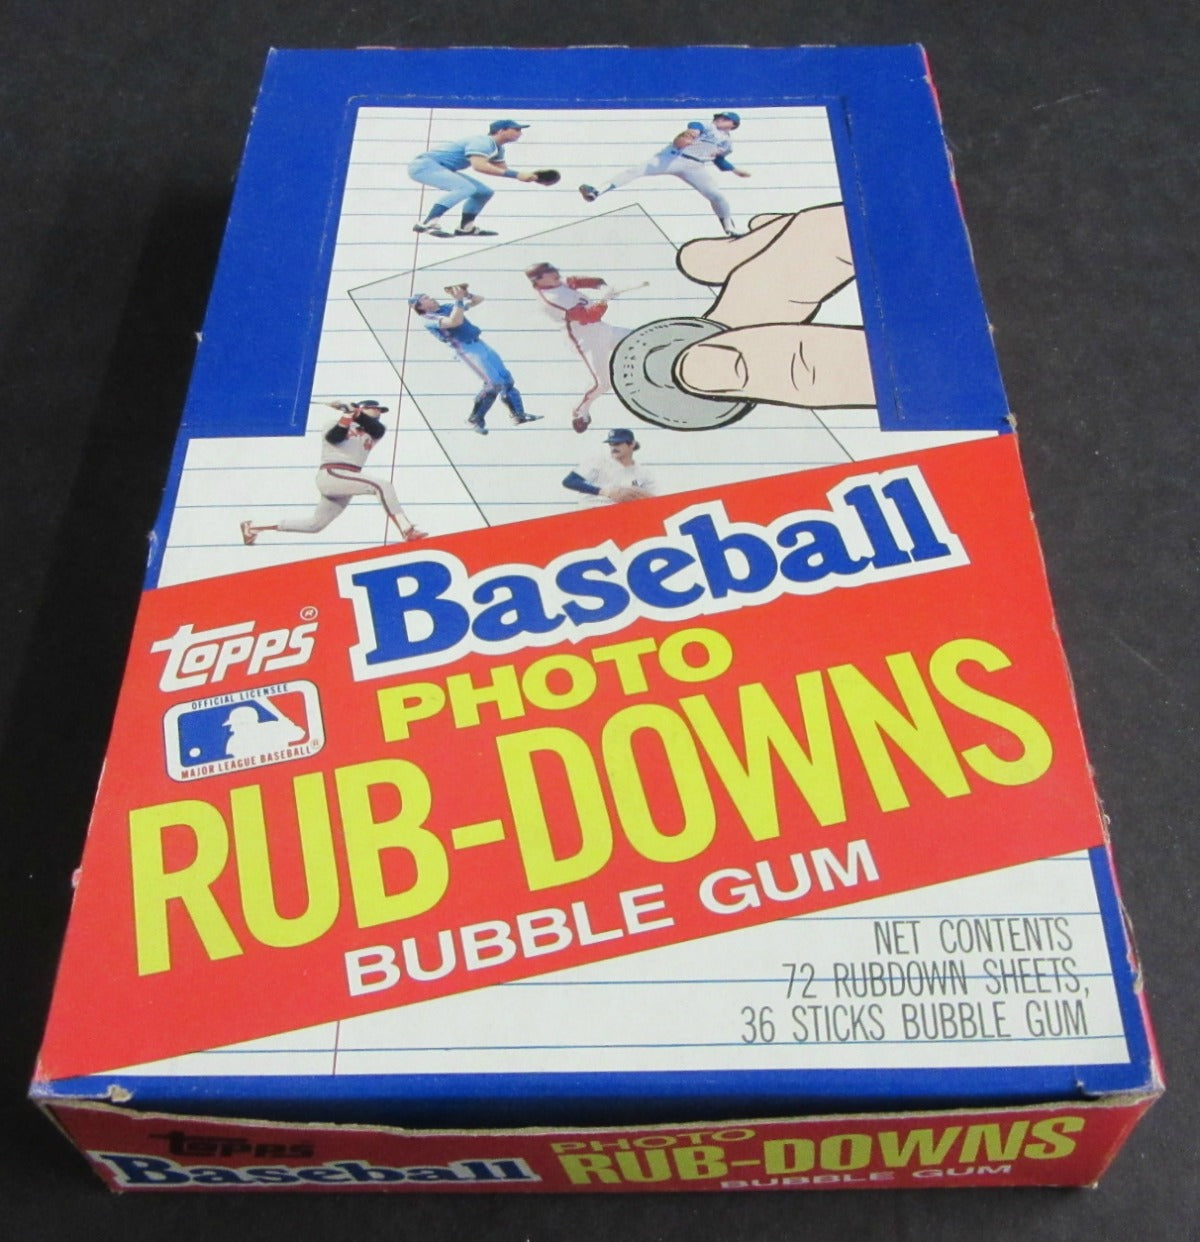 Baseball
topps ®
OFFICIAL LICENSEE
MAJOR LEAGUE BASEBALL ®
PHOTO
RUB-DOWNS
BUBBLE GUM
NET CONTENTS
72 RUBDOWN SHEETS,
36 STICKS BUBBLE GUM
topps
Baseball
PHOTO
RUB-DOWNS
BUBBLE GUM